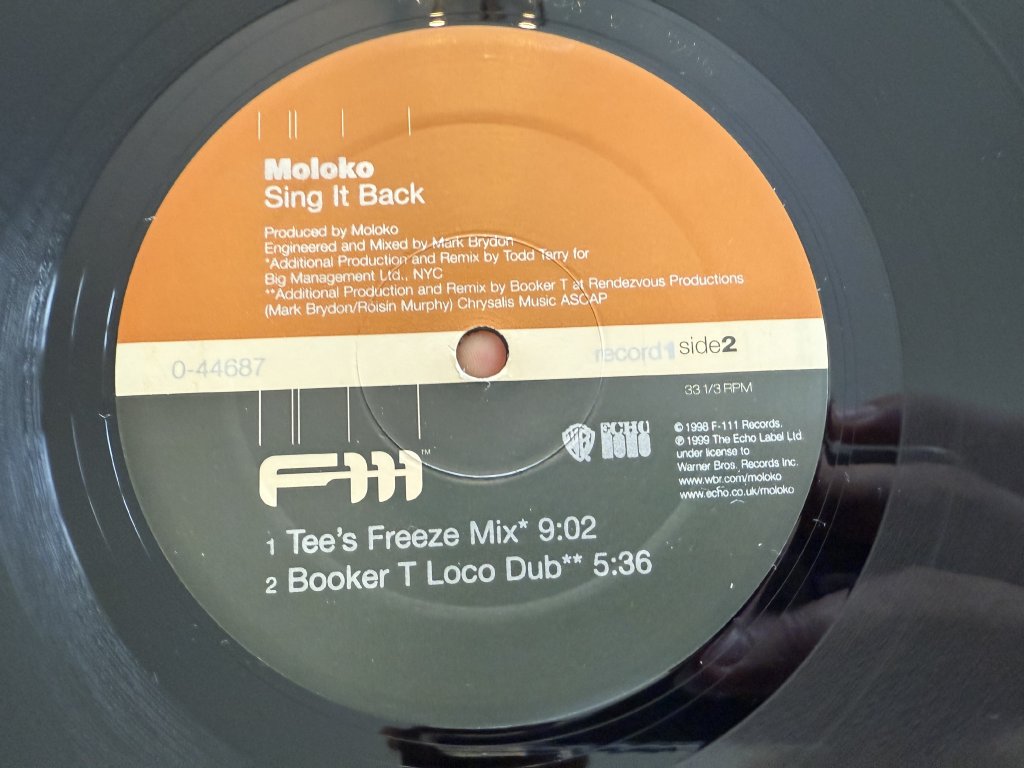 Moloko
Sing It Back
Produced by Moloko
Engineered and Mixed by Mark Brydon
*Additional Production and Remix by Todd Terry for
Big Management Ltd., NYC
**Additional Production and Remix by Booker T at Rendezvous Productions
(Mark Brydon/Róisín Murphy) Chrysalis Music ASCAP
0-44687
record1 side2
33 1/3 RPM
F-111™
WB ECHO
© 1998 F-111 Records.
℗ 1999 The Echo Label Ltd.
under license to
Warner Bros. Records Inc.
www.wbr.com/moloko
www.echo.co.uk/moloko
1 Tee's Freeze Mix* 9:02
2 Booker T Loco Dub** 5:36